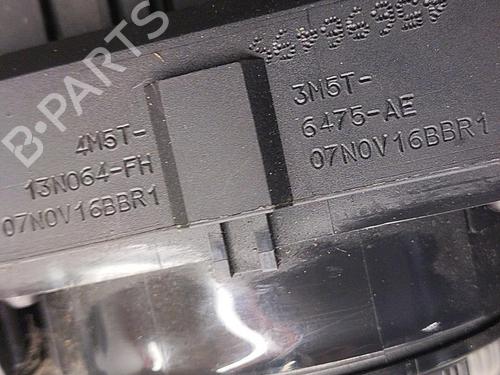 B-PARTS
4M5T-
13N064-FH
07NOV16BBR1
3M5T-
6475-AE
07NOV16BBR1